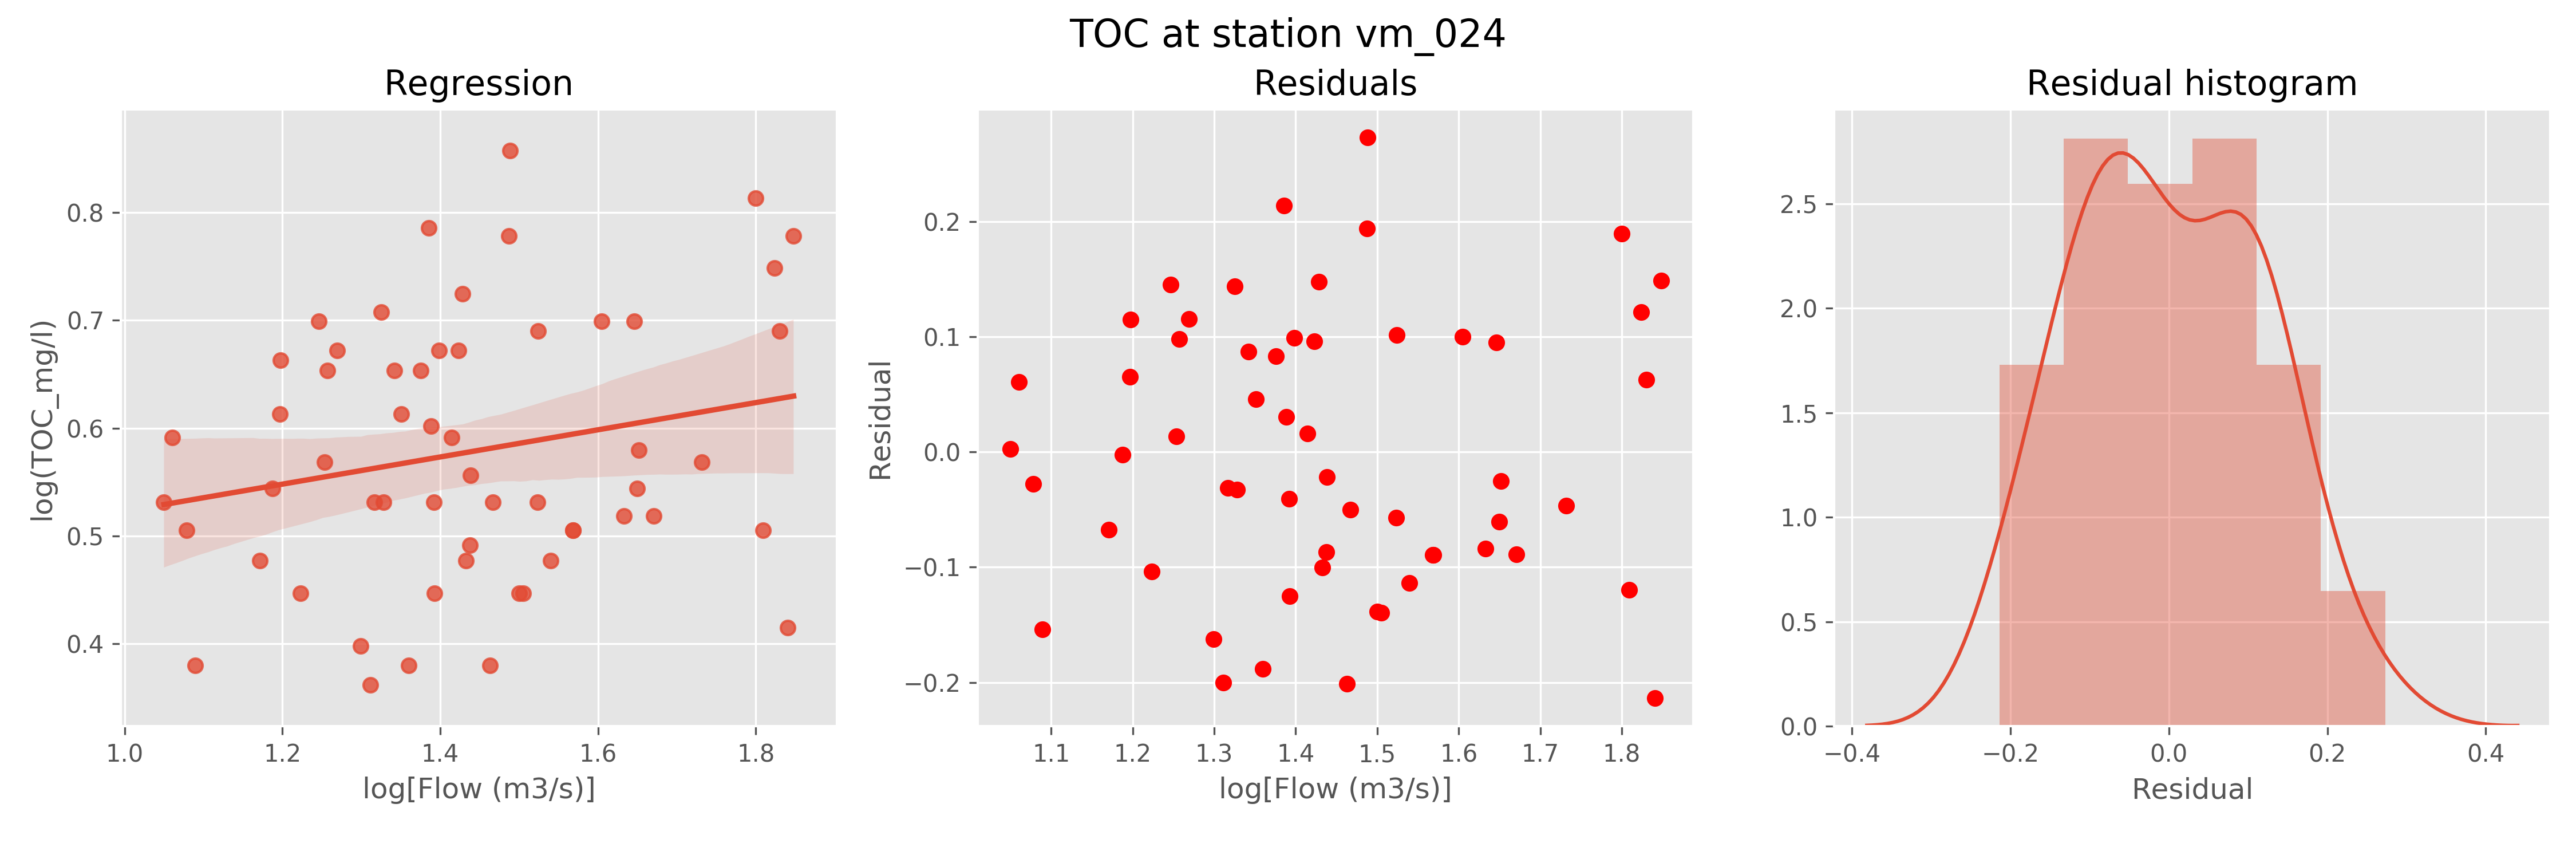 TOC at station vm_024
Regression
log(TOC_mg/l)
0.8
0.7
0.6
0.5
0.4
1.0 1.2 1.4 1.6 1.8
log[Flow (m3/s)]
Residuals
Residual
0.2
0.1
0.0
−0.1
−0.2
1.1 1.2 1.3 1.4 1.5 1.6 1.7 1.8
log[Flow (m3/s)]
Residual histogram
2.5
2.0
1.5
1.0
0.5
0.0
−0.4 −0.2 0.0 0.2 0.4
Residual